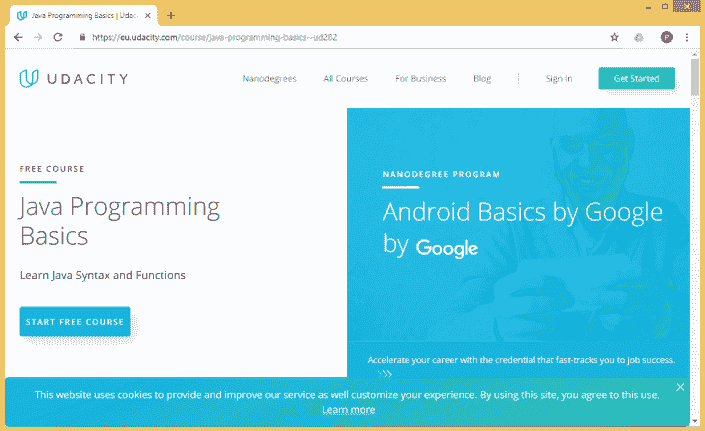 Java Programming Basics | Udac
https://eu.udacity.com/course/java-programming-basics--ud282
P
UDACITY
Nanodegrees All Courses For Business Blog Sign In Get Started
FREE COURSE
Java Programming
Basics
Learn Java Syntax and Functions
START FREE COURSE
NANODEGREE PROGRAM
Android Basics by Google
by Google
Accelerate your career with the credential that fast-tracks you to job success.
This website uses cookies to provide and improve our service as well customize your experience. By using this site, you agree to this use.
Learn more